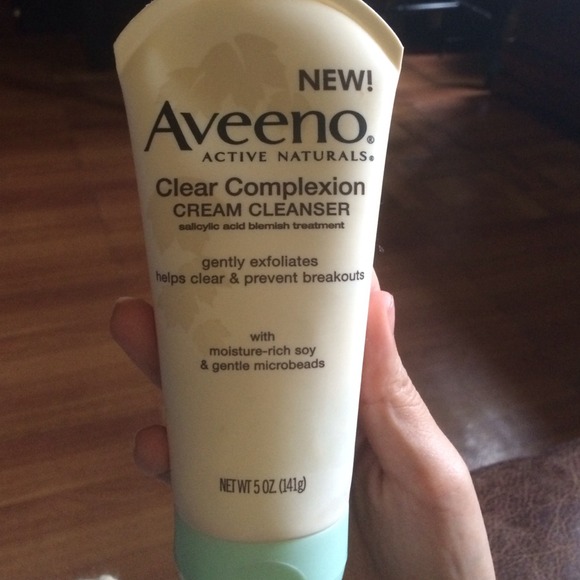 NEW!
Aveeno®
ACTIVE NATURALS®
Clear Complexion
CREAM CLEANSER
salicylic acid blemish treatment
gently exfoliates
helps clear & prevent breakouts
with
moisture-rich soy
& gentle microbeads
NET WT 5 OZ. (141g)